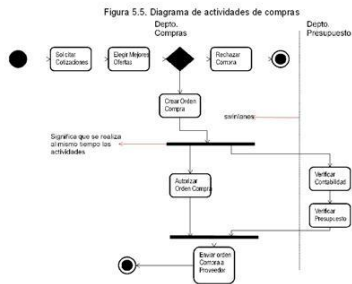 Figura 5.5. Diagrama de actividades de compras
Depto.
Compras
Depto.
Presupuesto
Solicitar
Cotizaciones
Elegir Mejores
Ofertas
Rechazar
Compra
Crear Orden
Compra
swimlanes
Significa que se realiza
al mismo tiempo las
actividades
Autorizar
Orden Compra
Verificar
Contabilidad
Verificar
Presupuesto
Enviar orden
Compra a
Proveedor